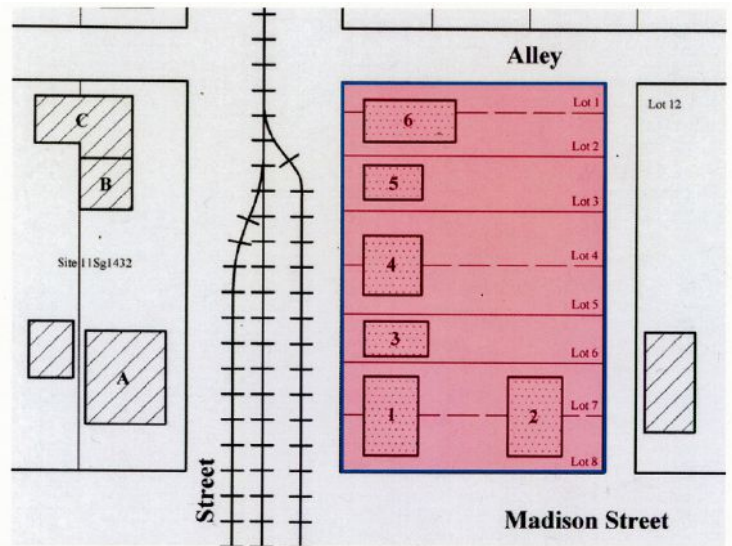 Alley
Lot 1
C
6
Lot 12
Lot 2
B
5
Lot 3
Site 11Sg1432
4
Lot 4
Lot 5
3
Lot 6
A
1
2
Lot 7
Lot 8
Street
Madison Street